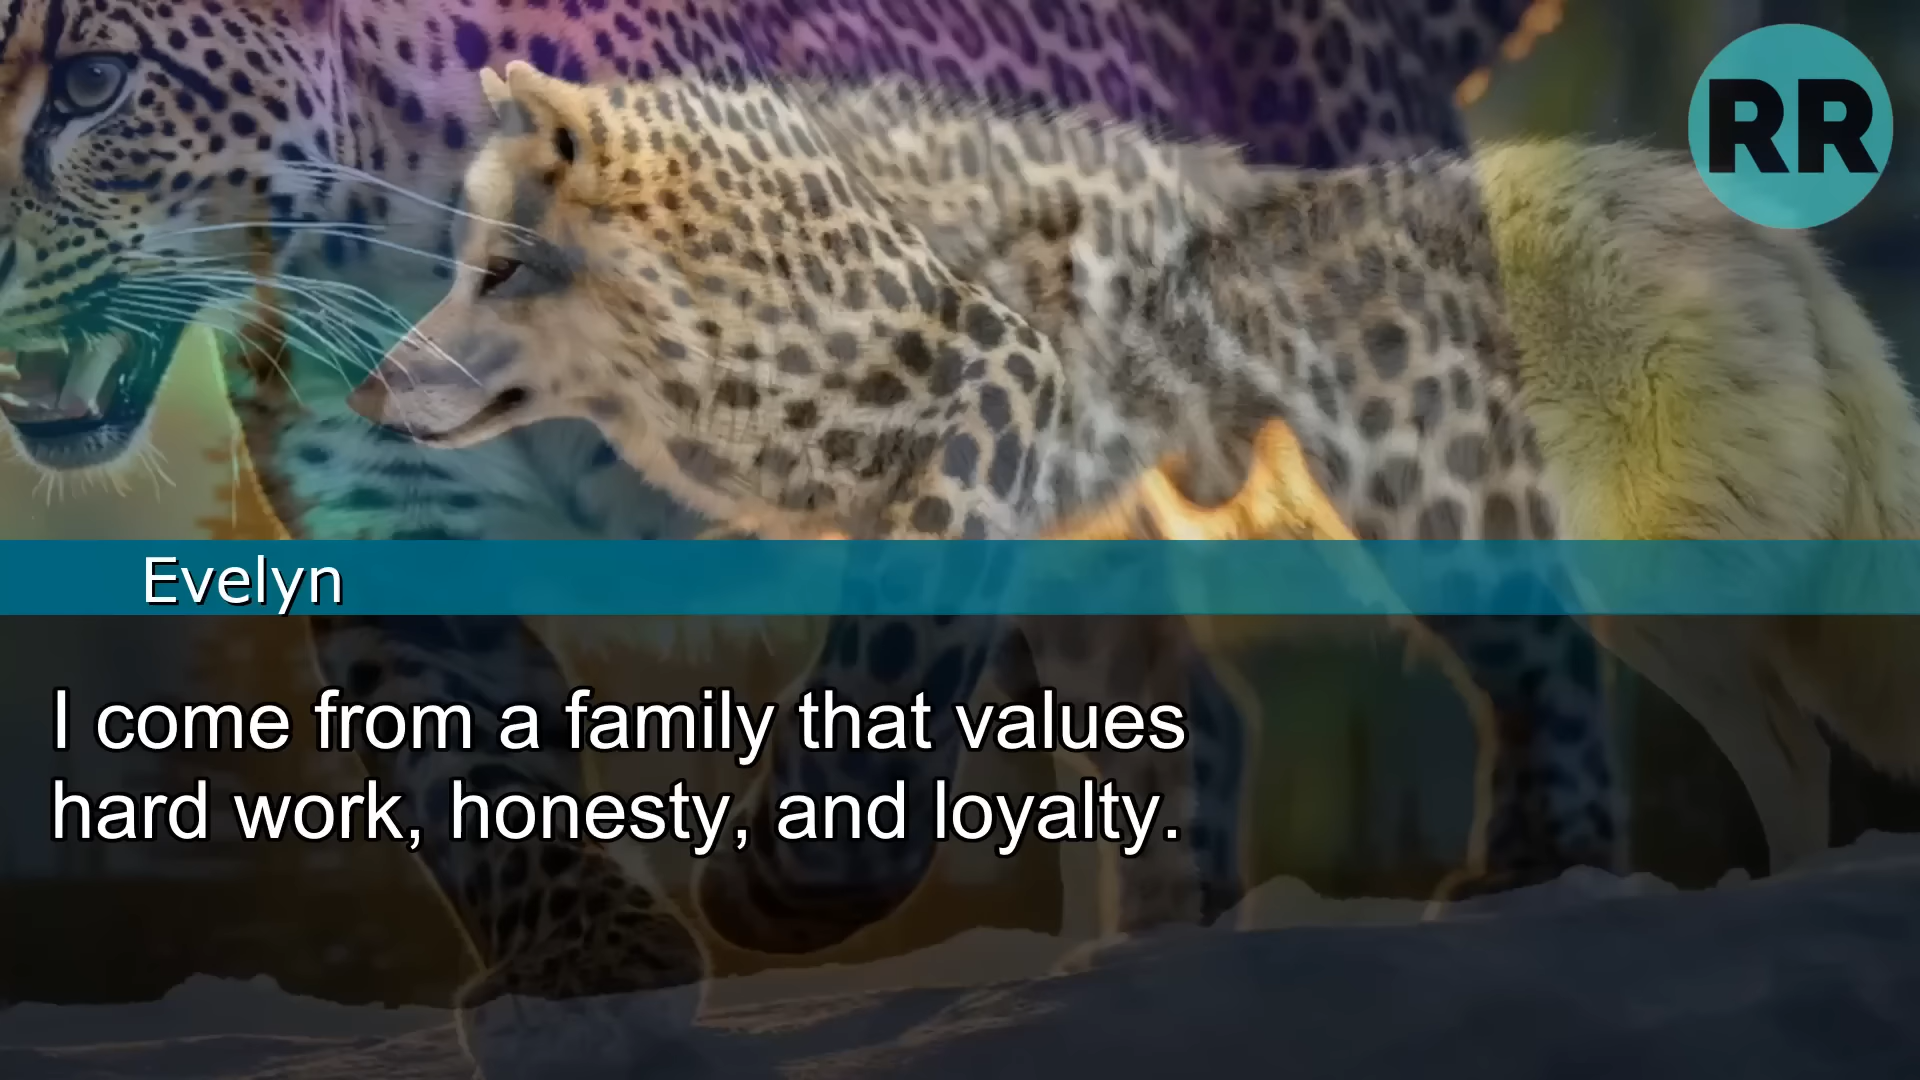 RR
Evelyn
I come from a family that values
hard work, honesty, and loyalty.